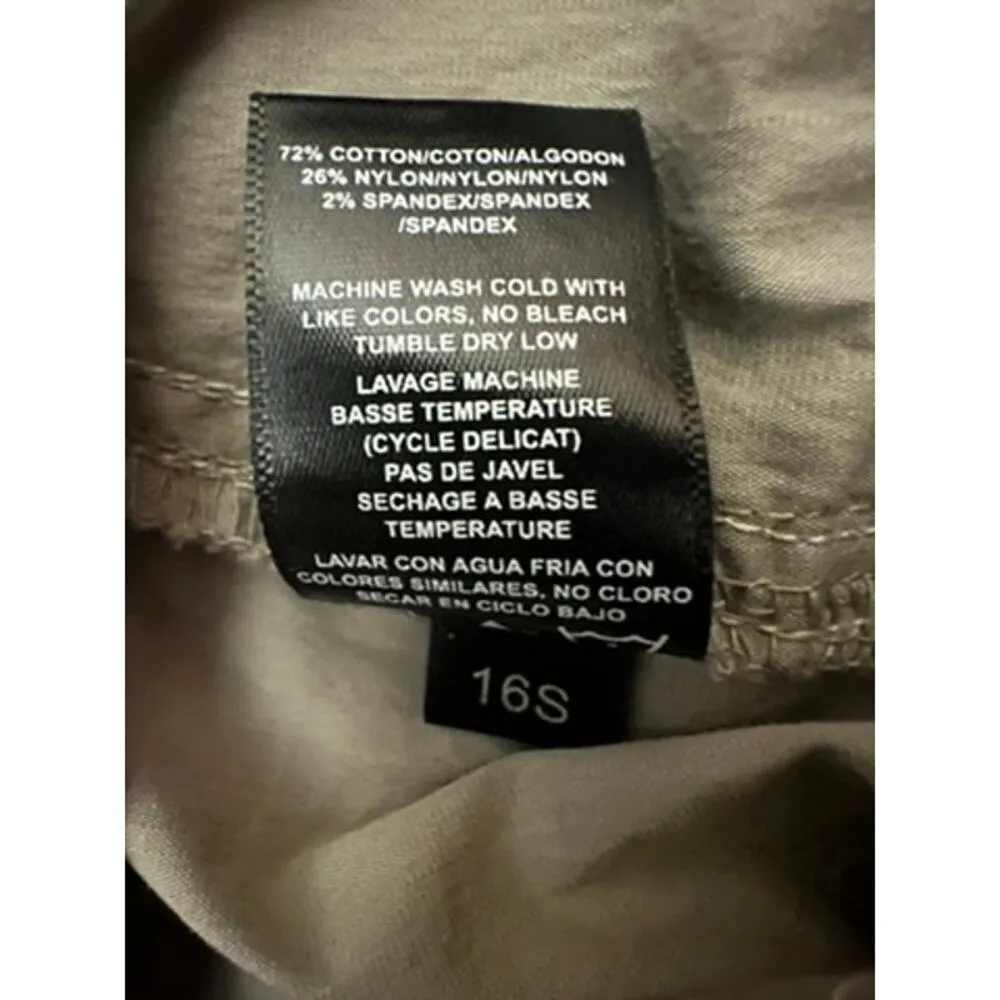 72% COTTON/COTON/ALGODON
26% NYLON/NYLON/NYLON
2% SPANDEX/SPANDEX
/SPANDEX
MACHINE WASH COLD WITH
LIKE COLORS, NO BLEACH
TUMBLE DRY LOW
LAVAGE MACHINE
BASSE TEMPERATURE
(CYCLE DELICAT)
PAS DE JAVEL
SECHAGE A BASSE
TEMPERATURE
LAVAR CON AGUA FRIA CON
COLORES SIMILARES, NO CLORO
SECAR EN CICLO BAJO
16S